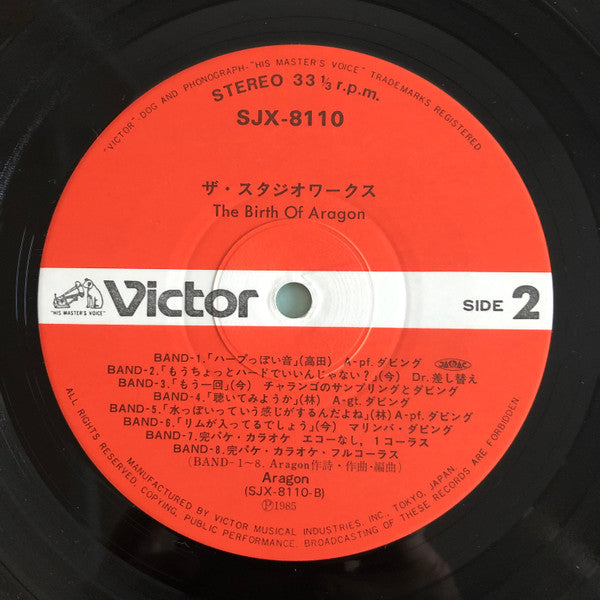 "VICTOR" DOG AND PHONOGRAPH-"HIS MASTER'S VOICE" TRADEMARKS REGISTERED
STEREO 33 1/3 r.p.m.
SJX-8110
ザ・スタジオワークス
The Birth Of Aragon
"HIS MASTER'S VOICE"
Victor
SIDE 2
BAND-1.「ハープっぽい音」(高田) A-pf. ダビング
BAND-2.「もうちょっとハードでいいんじゃない?」(今) Dr. 差し替え
BAND-3.「もう一回」(今) チャランゴのサンプリングとダビング
BAND-4.「聴いてみようか」(林) A-gt. ダビング
BAND-5.「水っぽいっていう感じがするんだよね」(林) A-pf. ダビング
BAND-6.「リムが入ってるでしょう」(今) マリンバ・ダビング
BAND-7. 完パケ・カラオケ エコーなし, 1コーラス
BAND-8. 完パケ・カラオケ・フルコーラス
(BAND-1〜8. Aragon作詩・作曲・編曲)
Aragon
(SJX-8110-B)
Ⓟ1985
ALL RIGHTS RESERVED. COPYING, PUBLIC PERFORMANCE, BROADCASTING OF THESE RECORDS ARE FORBIDDEN
MANUFACTURED BY VICTOR MUSICAL INDUSTRIES, INC., TOKYO, JAPAN.